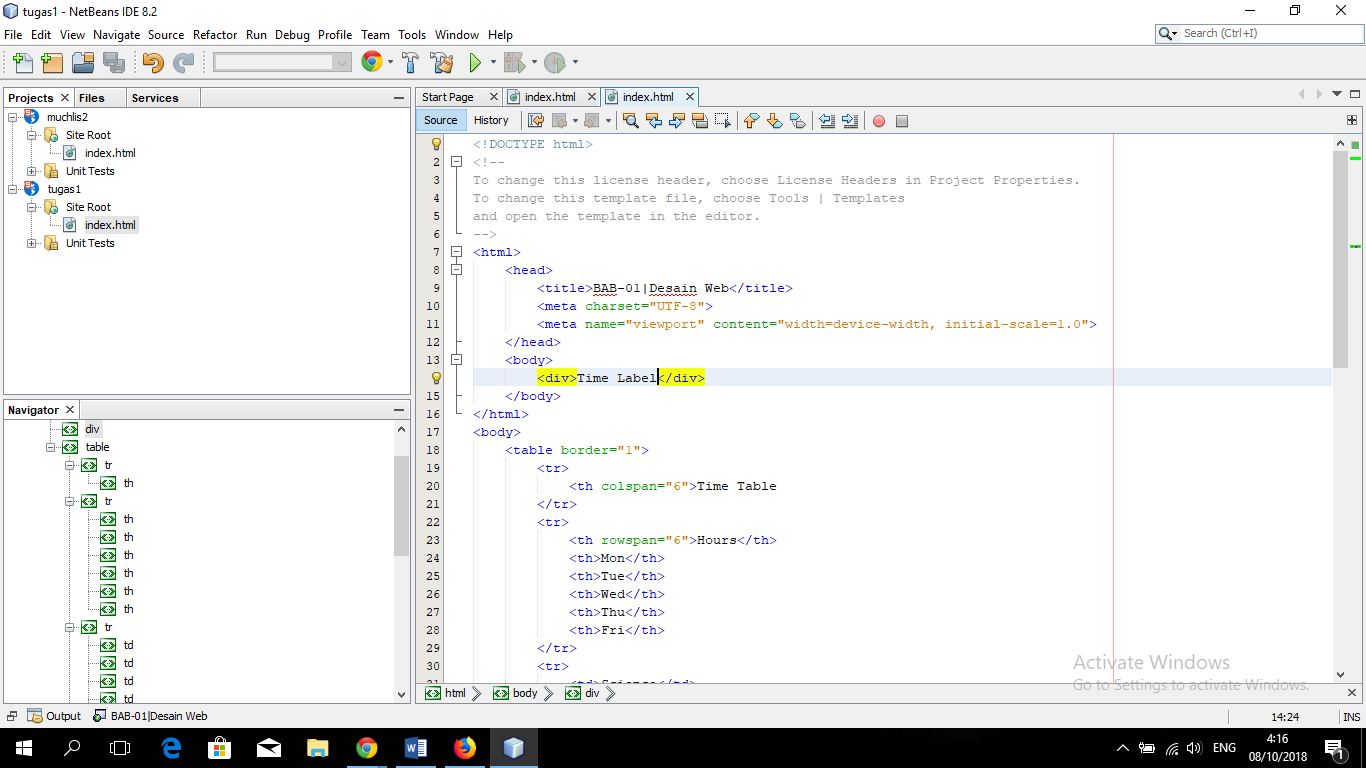 tugas1 - NetBeans IDE 8.2
File Edit View Navigate Source Refactor Run Debug Profile Team Tools Window Help
Search (Ctrl+I)
Projects Files Services
muchlis2
Site Root
index.html
Unit Tests
tugas1
Site Root
index.html
Unit Tests
Navigator
div
table
tr
th
tr
th
th
th
th
th
th
tr
td
td
td
td
Start Page index.html index.html
Source History
<!DOCTYPE html>
2 <!--
3 To change this license header, choose License Headers in Project Properties.
4 To change this template file, choose Tools | Templates
5 and open the template in the editor.
6 -->
7 <html>
8 <head>
9 <title>BAB-01|Desain Web</title>
10 <meta charset="UTF-8">
11 <meta name="viewport" content="width=device-width, initial-scale=1.0">
12 </head>
13 <body>
<div>Time Label</div>
15 </body>
16 </html>
17 <body>
18 <table border="1">
19 <tr>
20 <th colspan="6">Time Table
21 </tr>
22 <tr>
23 <th rowspan="6">Hours</th>
24 <th>Mon</th>
25 <th>Tue</th>
26 <th>Wed</th>
27 <th>Thu</th>
28 <th>Fri</th>
29 </tr>
30 <tr>
31 <td>Science</td>
Activate Windows
Go to Settings to activate Windows.
html body div
Output BAB-01|Desain Web
14:24 INS
ENG
4:16
08/10/2018
1